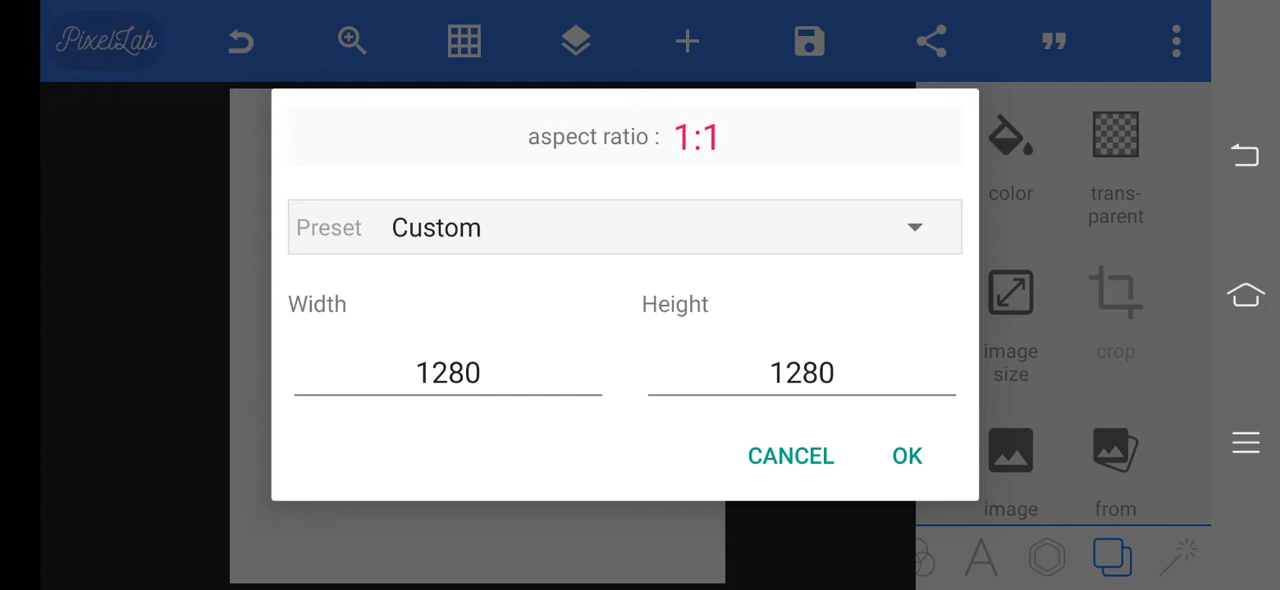 PixelLab
aspect ratio : 1:1
Preset Custom
Width Height
1280 1280
CANCEL OK
color
trans-
parent
image
size
crop
image
from